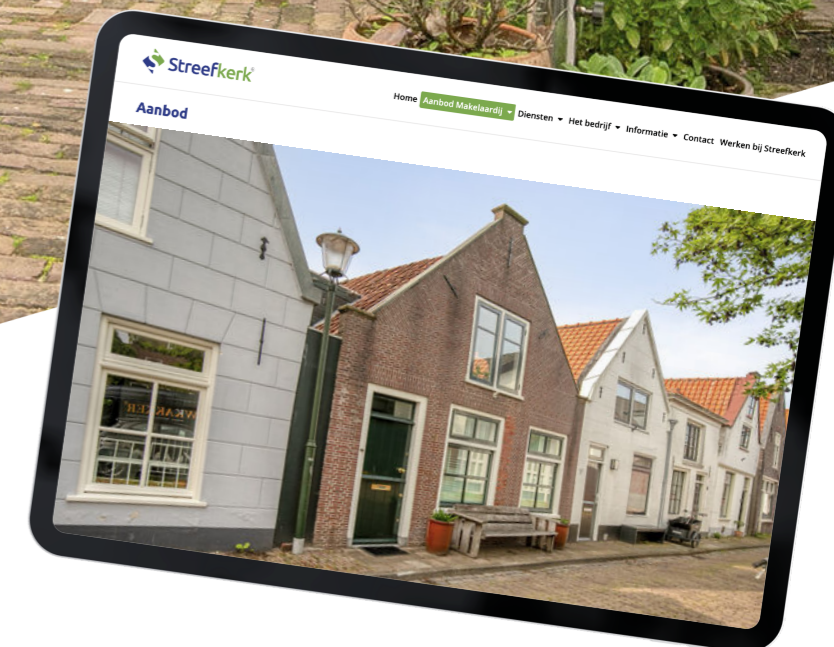 Streefkerk®
Home Aanbod Makelaardij Diensten Het bedrijf Informatie Contact Werken bij Streefkerk
Aanbod